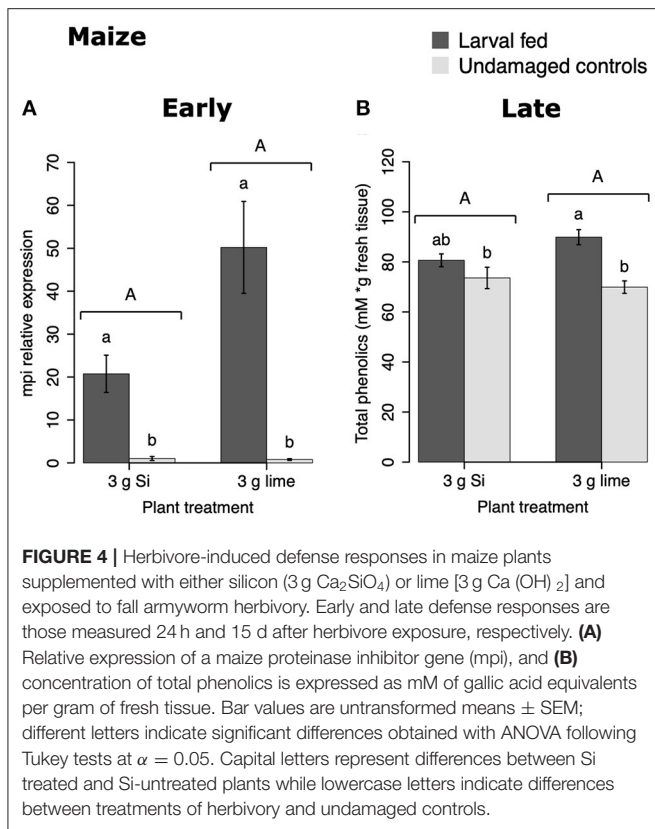 Maize
Larval fed
Undamaged controls
A
Early
B
Late
mpi relative expression
70
60
50
40
30
20
10
0
A
a
b
A
a
b
3 g Si
3 g lime
Plant treatment
Total phenolics (mM *g fresh tissue)
120
100
80
60
40
20
0
A
ab
b
A
a
b
3 g Si
3 g lime
Plant treatment
FIGURE 4 | Herbivore-induced defense responses in maize plants
supplemented with either silicon (3 g Ca₂SiO₄) or lime [3 g Ca (OH) ₂] and
exposed to fall armyworm herbivory. Early and late defense responses are
those measured 24 h and 15 d after herbivore exposure, respectively. (A)
Relative expression of a maize proteinase inhibitor gene (mpi), and (B)
concentration of total phenolics is expressed as mM of gallic acid equivalents
per gram of fresh tissue. Bar values are untransformed means ± SEM;
different letters indicate significant differences obtained with ANOVA following
Tukey tests at α = 0.05. Capital letters represent differences between Si
treated and Si-untreated plants while lowercase letters indicate differences
between treatments of herbivory and undamaged controls.